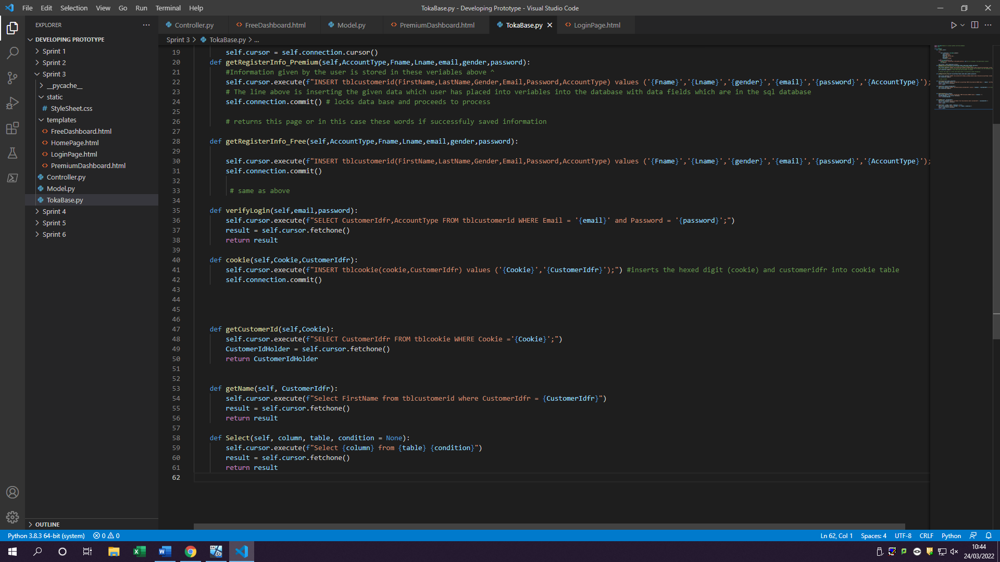 File Edit Selection View Go Run Terminal Help
TokaBase.py - Developing Prototype - Visual Studio Code
EXPLORER
DEVELOPING PROTOTYPE
Sprint 1
Sprint 2
Sprint 3
__pycache__
static
# StyleSheet.css
templates
<> FreeDashboard.html
<> HomePage.html
<> LoginPage.html
<> PremiumDashboard.html
Controller.py
Model.py
TokaBase.py
Sprint 4
Sprint 5
Sprint 6
OUTLINE
Controller.py <> FreeDashboard.html Model.py <> PremiumDashboard.html TokaBase.py <> LoginPage.html
Sprint 3 > TokaBase.py > ...
19 self.cursor = self.connection.cursor()
20 def getRegisterInfo_Premium(self,AccountType,Fname,Lname,email,gender,password):
21 #Information given by the user is stored in these veriables above ^
22 self.cursor.execute(f"INSERT tblcustomerid(FirstName,LastName,Gender,Email,Password,AccountType) values ('{Fname}','{Lname}','{gender}','{email}','{password}','{AccountType}');
23 # The line above is inserting the given data which user has placed into veriables into the database with data fields which are in the sql database
24 self.connection.commit() # locks data base and proceeds to process
25
26 # returns this page or in this case these words if successfuly saved information
27
28 def getRegisterInfo_Free(self,AccountType,Fname,Lname,email,gender,password):
29
30 self.cursor.execute(f"INSERT tblcustomerid(FirstName,LastName,Gender,Email,Password,AccountType) values ('{Fname}','{Lname}','{gender}','{email}','{password}','{AccountType}');
31 self.connection.commit()
32
33 # same as above
34
35 def verifyLogin(self,email,password):
36 self.cursor.execute(f"SELECT CustomerIdfr,AccountType FROM tblcustomerid WHERE Email = '{email}' and Password = '{password}';")
37 result = self.cursor.fetchone()
38 return result
39
40 def cookie(self,Cookie,CustomerIdfr):
41 self.cursor.execute(f"INSERT tblcookie(cookie,CustomerIdfr) values ('{Cookie}','{CustomerIdfr}');") #inserts the hexed digit (cookie) and customeridfr into cookie table
42 self.connection.commit()
43
44
45
46
47 def getCustomerId(self,Cookie):
48 self.cursor.execute(f"SELECT CustomerIdfr FROM tblcookie WHERE Cookie ='{Cookie}';")
49 CustomerIdHolder = self.cursor.fetchone()
50 return CustomerIdHolder
51
52
53 def getName(self, CustomerIdfr):
54 self.cursor.execute(f"Select FirstName from tblcustomerid where CustomerIdfr = {CustomerIdfr}")
55 result = self.cursor.fetchone()
56 return result
57
58 def Select(self, column, table, condition = None):
59 self.cursor.execute(f"Select {column} from {table} {condition}")
60 result = self.cursor.fetchone()
61 return result
62
Python 3.8.3 64-bit (system) 0 0
Ln 62, Col 1 Spaces: 4 UTF-8 CRLF Python
10:44
24/03/2022